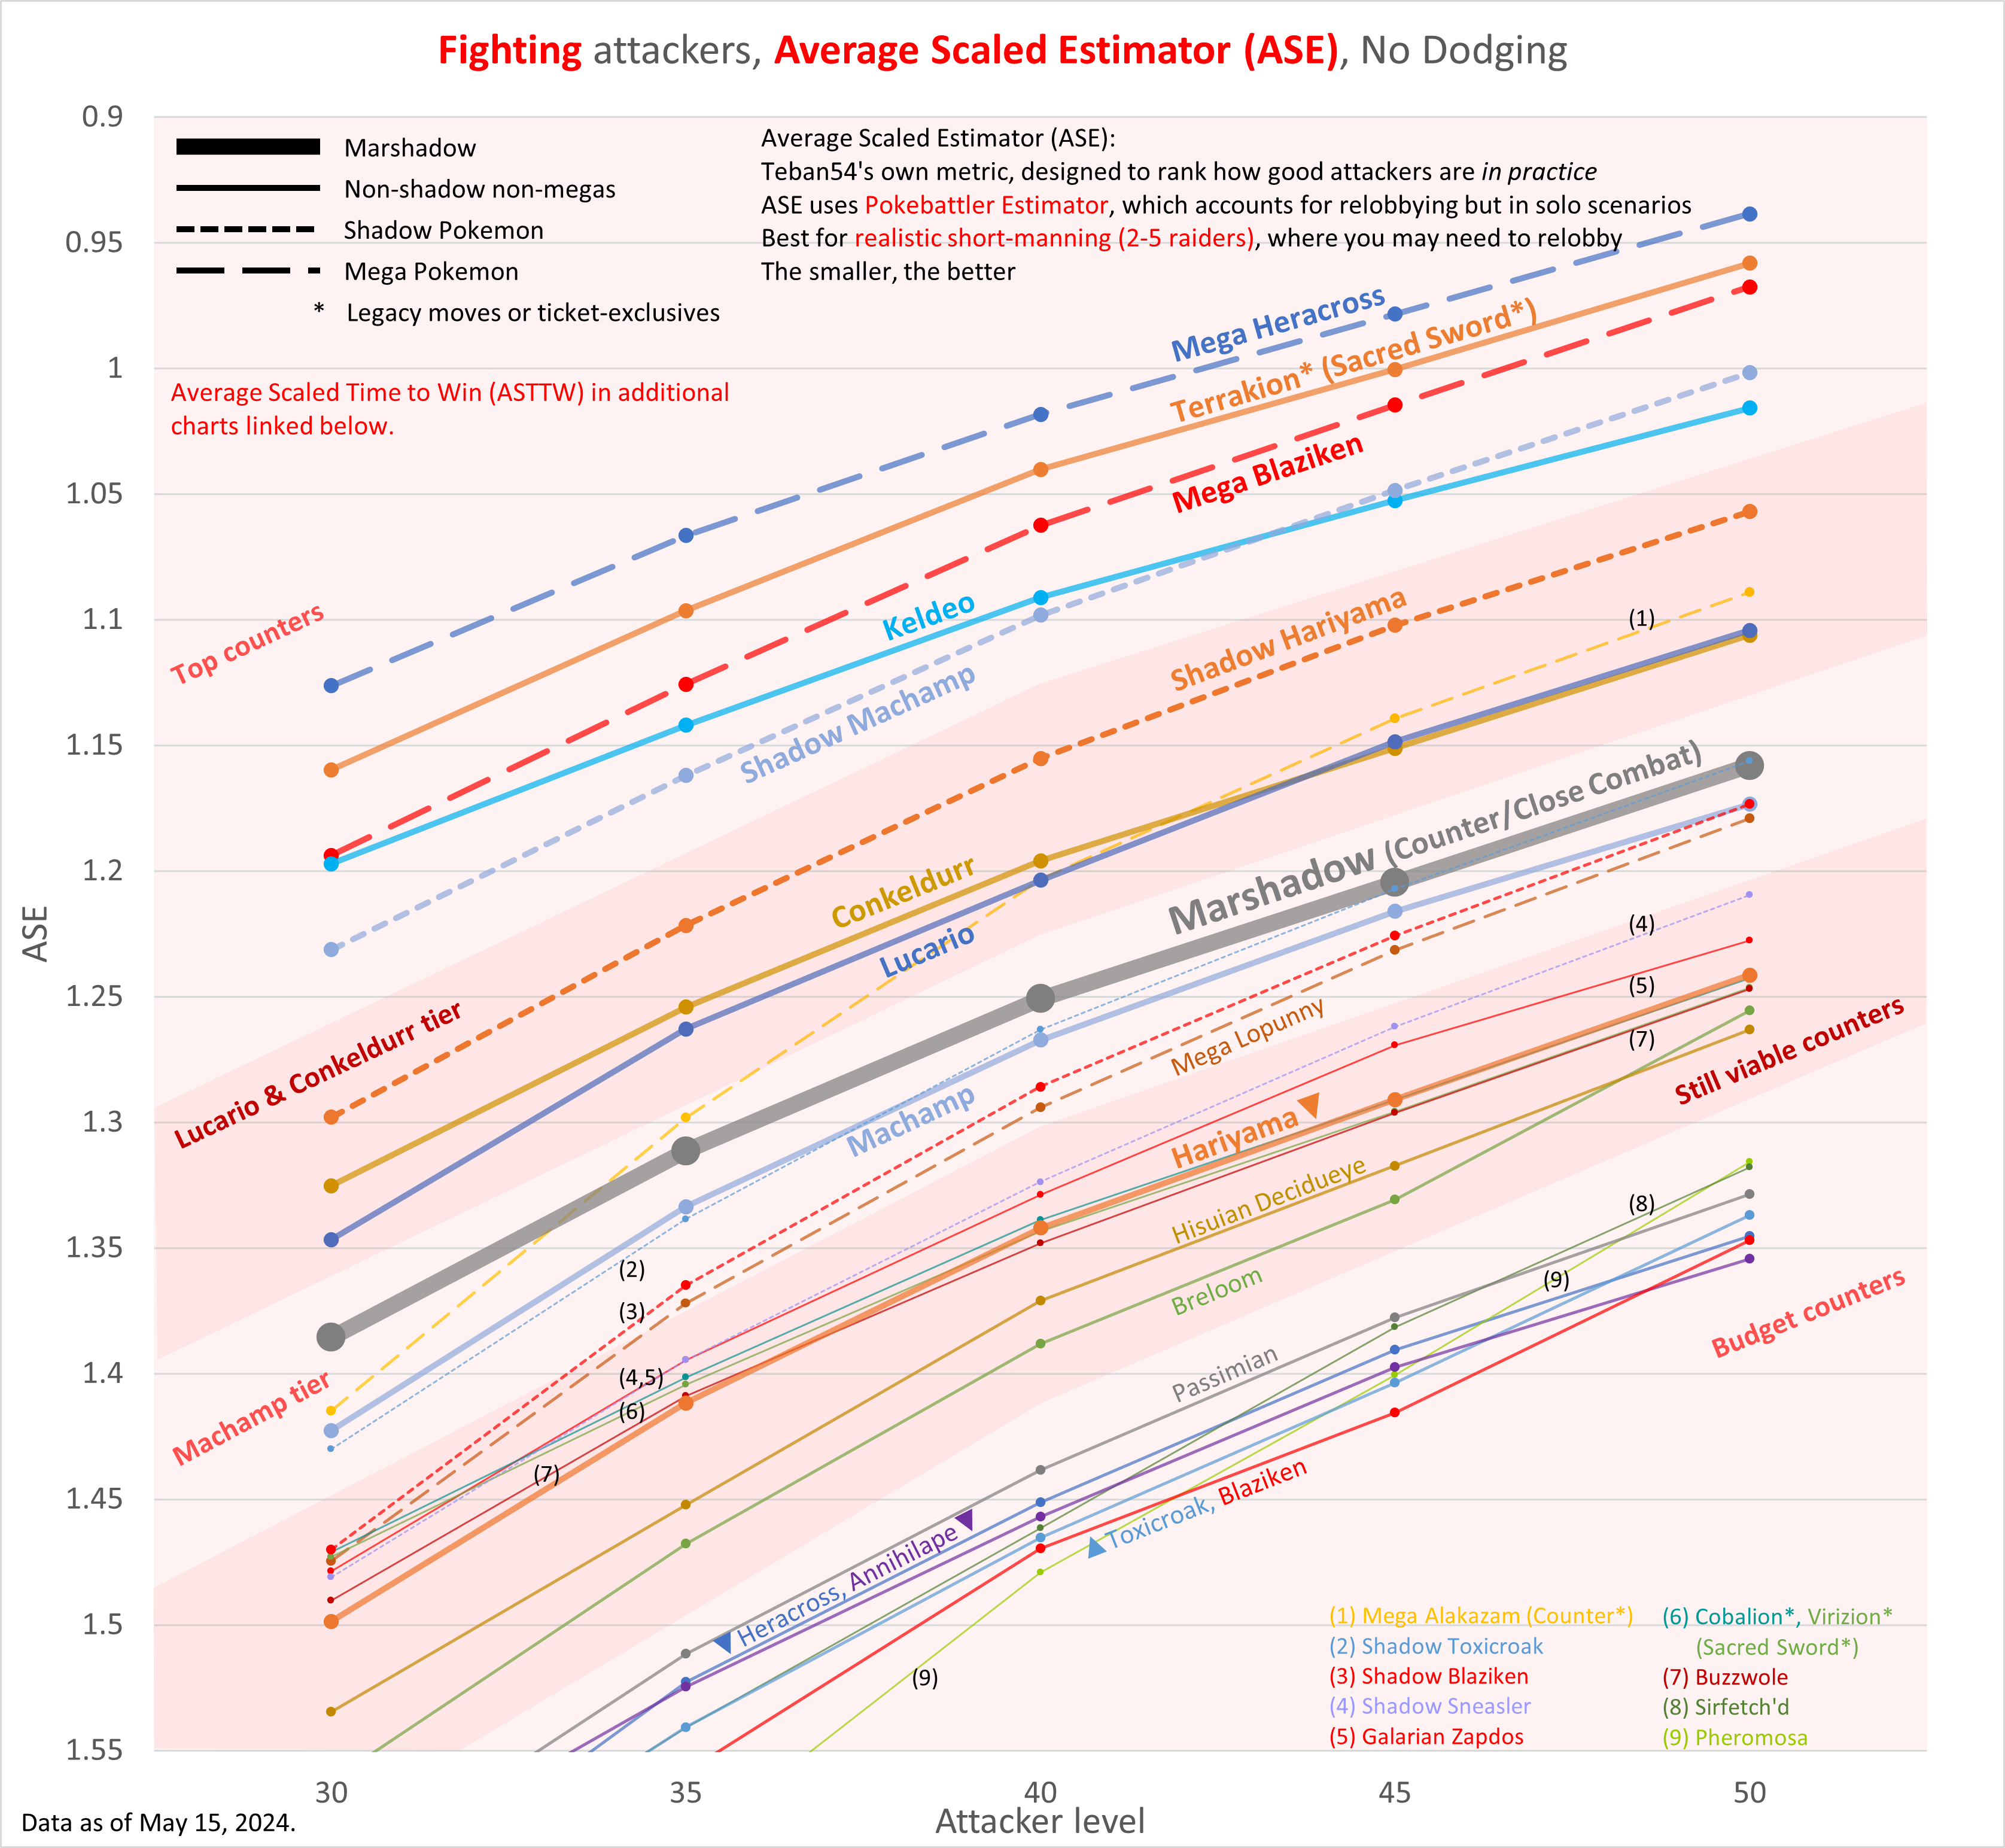 Fighting attackers, Average Scaled Estimator (ASE), No Dodging
0.9
0.95
1
1.05
1.1
1.15
1.2
1.25
1.3
1.35
1.4
1.45
1.5
1.55
ASE
Marshadow
Non-shadow non-megas
Shadow Pokemon
Mega Pokemon
* Legacy moves or ticket-exclusives
Average Scaled Estimator (ASE):
Teban54's own metric, designed to rank how good attackers are in practice
ASE uses Pokebattler Estimator, which accounts for relobbying but in solo scenarios
Best for realistic short-manning (2-5 raiders), where you may need to relobby
The smaller, the better
Average Scaled Time to Win (ASTTW) in additional
charts linked below.
Mega Heracross
Terrakion* (Sacred Sword*)
Mega Blaziken
Top counters
Keldeo
Shadow Machamp
Shadow Hariyama
(1)
Conkeldurr
Lucario
Marshadow (Counter/Close Combat)
Lucario & Conkeldurr tier
(4)
(5)
(7)
Mega Lopunny
Machamp
Still viable counters
Hariyama
Hisuian Decidueye
Breloom
(2)
(3)
(4,5)
(6)
(7)
Machamp tier
(8)
(9)
Budget counters
Passimian
Heracross, Annihilape
Toxicroak, Blaziken
(9)
(1) Mega Alakazam (Counter*)
(2) Shadow Toxicroak
(3) Shadow Blaziken
(4) Shadow Sneasler
(5) Galarian Zapdos
(6) Cobalion*, Virizion*
(Sacred Sword*)
(7) Buzzwole
(8) Sirfetch'd
(9) Pheromosa
30
35
40
45
50
Attacker level
Data as of May 15, 2024.